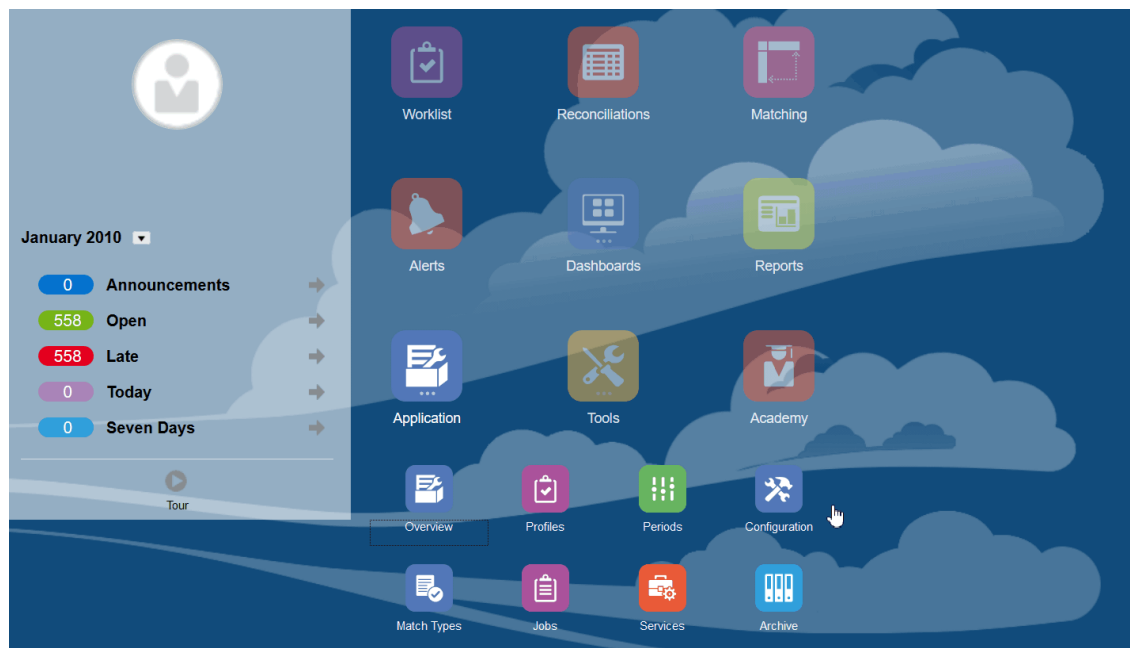 January 2010
0 Announcements
558 Open
558 Late
0 Today
0 Seven Days
Tour
Worklist Reconciliations Matching
Alerts Dashboards Reports
Application Tools Academy
Overview Profiles Periods Configuration
Match Types Jobs Services Archive